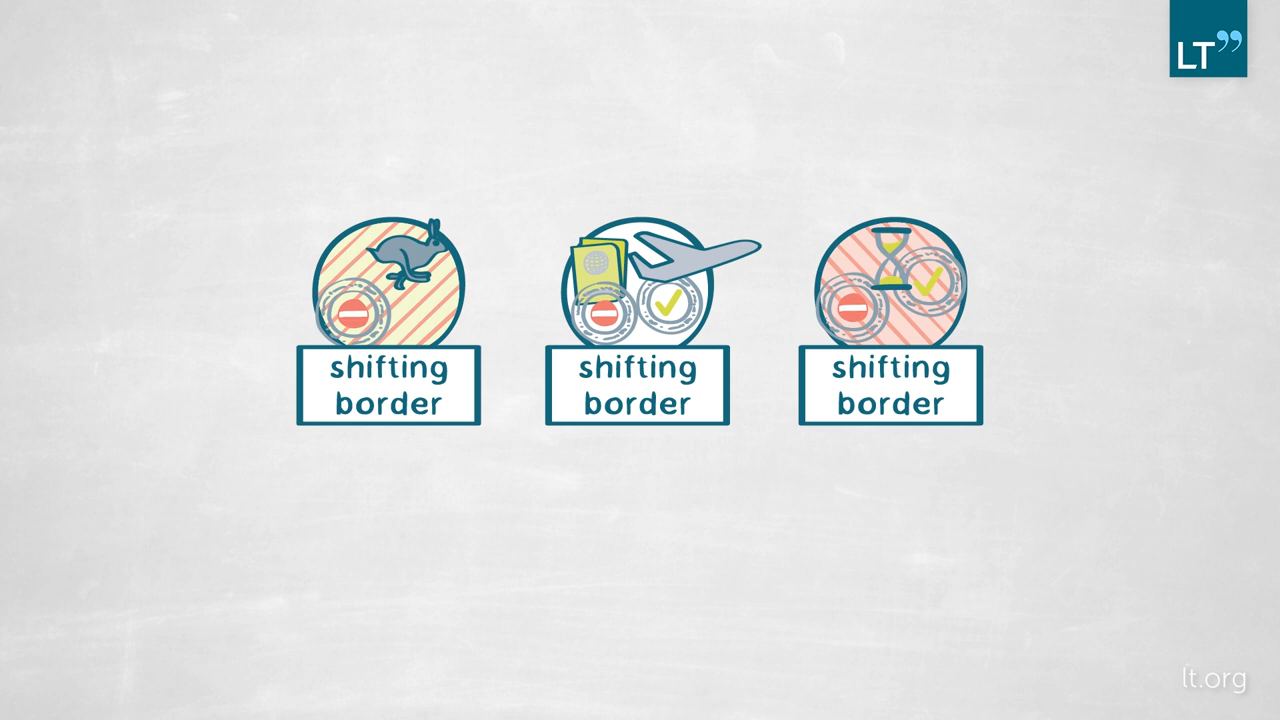 LT”
shifting
border
shifting
border
shifting
border
lt.org